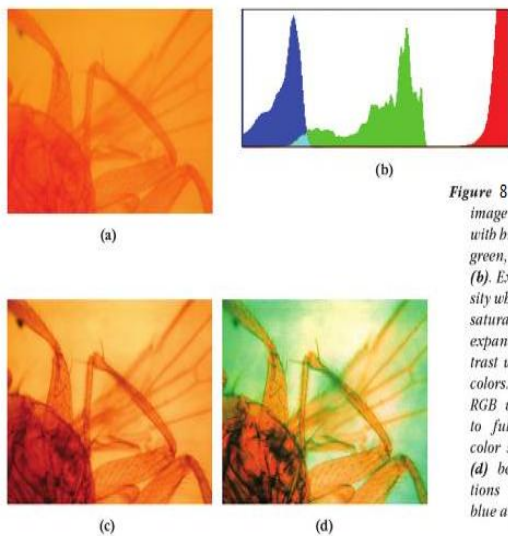 (a)
(b)
(c)
(d)
Figure 8
image
with b
green,
(b). Ex
sity wh
satura
expan
trast u
colors.
RGB
to ful
color
(d) be
tions
blue a